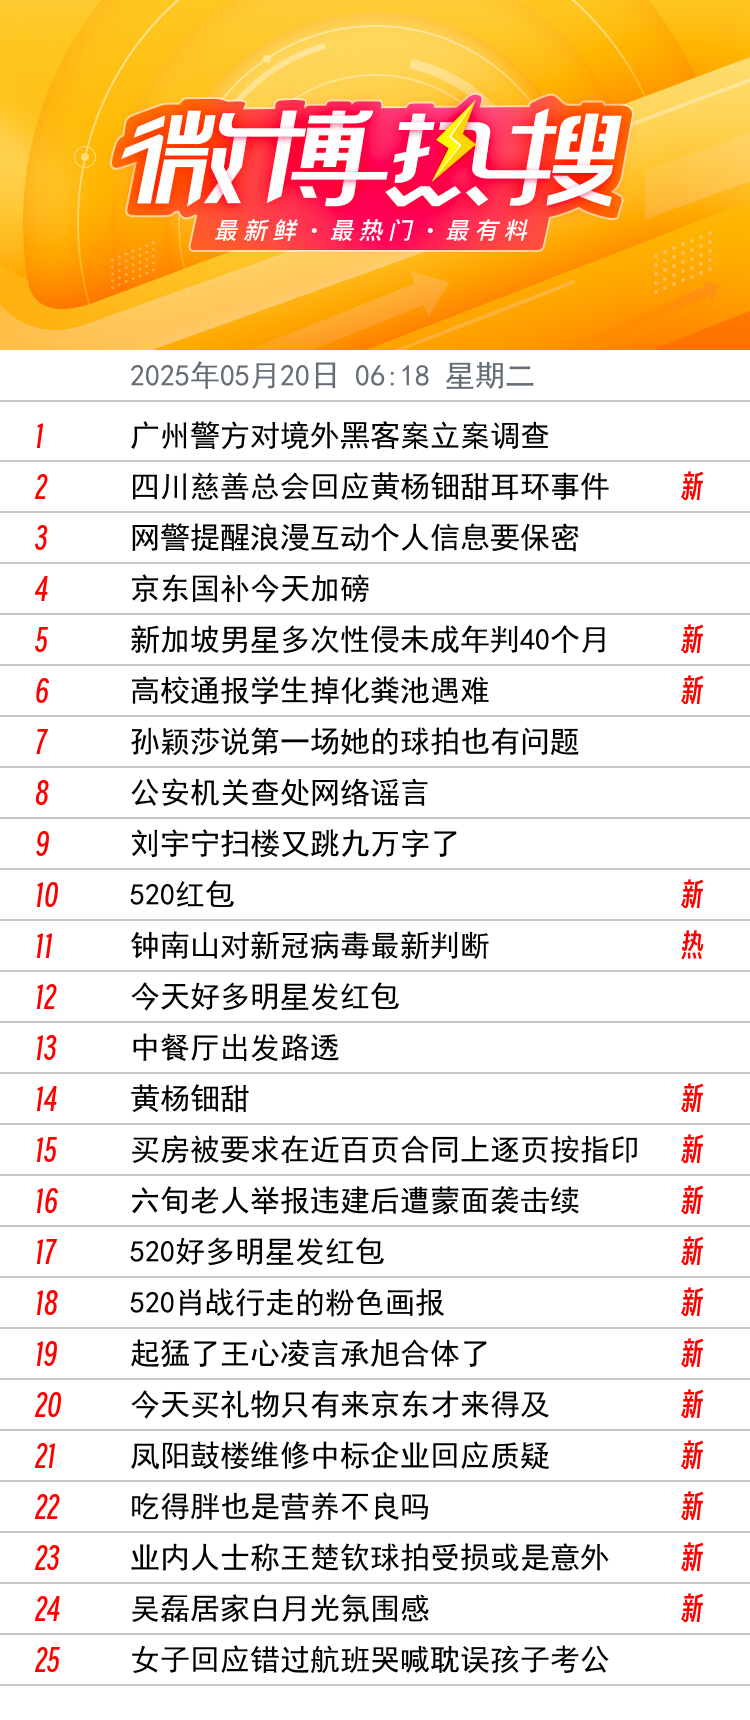 微博热搜
最新鲜·最热门·最有料
2025年05月20日 06:18 星期二
1 广州警方对境外黑客案立案调查
2 四川慈善总会回应黄杨钿甜耳环事件 新
3 网警提醒浪漫互动个人信息要保密
4 京东国补今天加磅
5 新加坡男星多次性侵未成年判40个月 新
6 高校通报学生掉化粪池遇难 新
7 孙颖莎说第一场她的球拍也有问题
8 公安机关查处网络谣言
9 刘宇宁扫楼又跳九万字了
10 520红包 新
11 钟南山对新冠病毒最新判断 热
12 今天好多明星发红包
13 中餐厅出发路透
14 黄杨钿甜 新
15 买房被要求在近百页合同上逐页按指印 新
16 六旬老人举报违建后遭蒙面袭击续 新
17 520好多明星发红包 新
18 520肖战行走的粉色画报 新
19 起猛了王心凌言承旭合体了 新
20 今天买礼物只有来京东才来得及 新
21 凤阳鼓楼维修中标企业回应质疑 新
22 吃得胖也是营养不良吗 新
23 业内人士称王楚钦球拍受损或是意外 新
24 吴磊居家白月光氛围感 新
25 女子回应错过航班哭喊耽误孩子考公